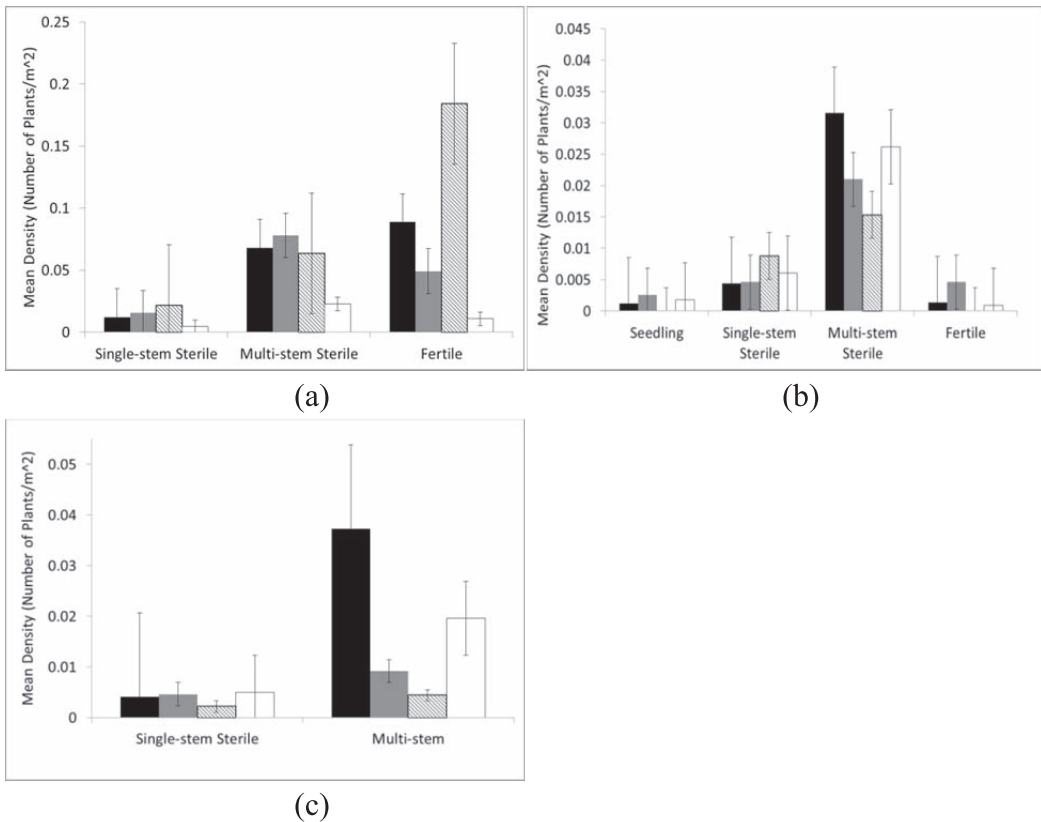 Mean Density (Number of Plants/m^2)
0.25
0.2
0.15
0.1
0.05
0
Single-stem Sterile
Multi-stem Sterile
Fertile
(a)
Mean Density (Number of Plants/m^2)
0.045
0.04
0.035
0.03
0.025
0.02
0.015
0.01
0.005
0
Seedling
Single-stem
Sterile
Multi-stem
Sterile
Fertile
(b)
Mean Density (Number of Plants/m^2)
0.05
0.04
0.03
0.02
0.01
0
Single-stem Sterile
Multi-stem
(c)